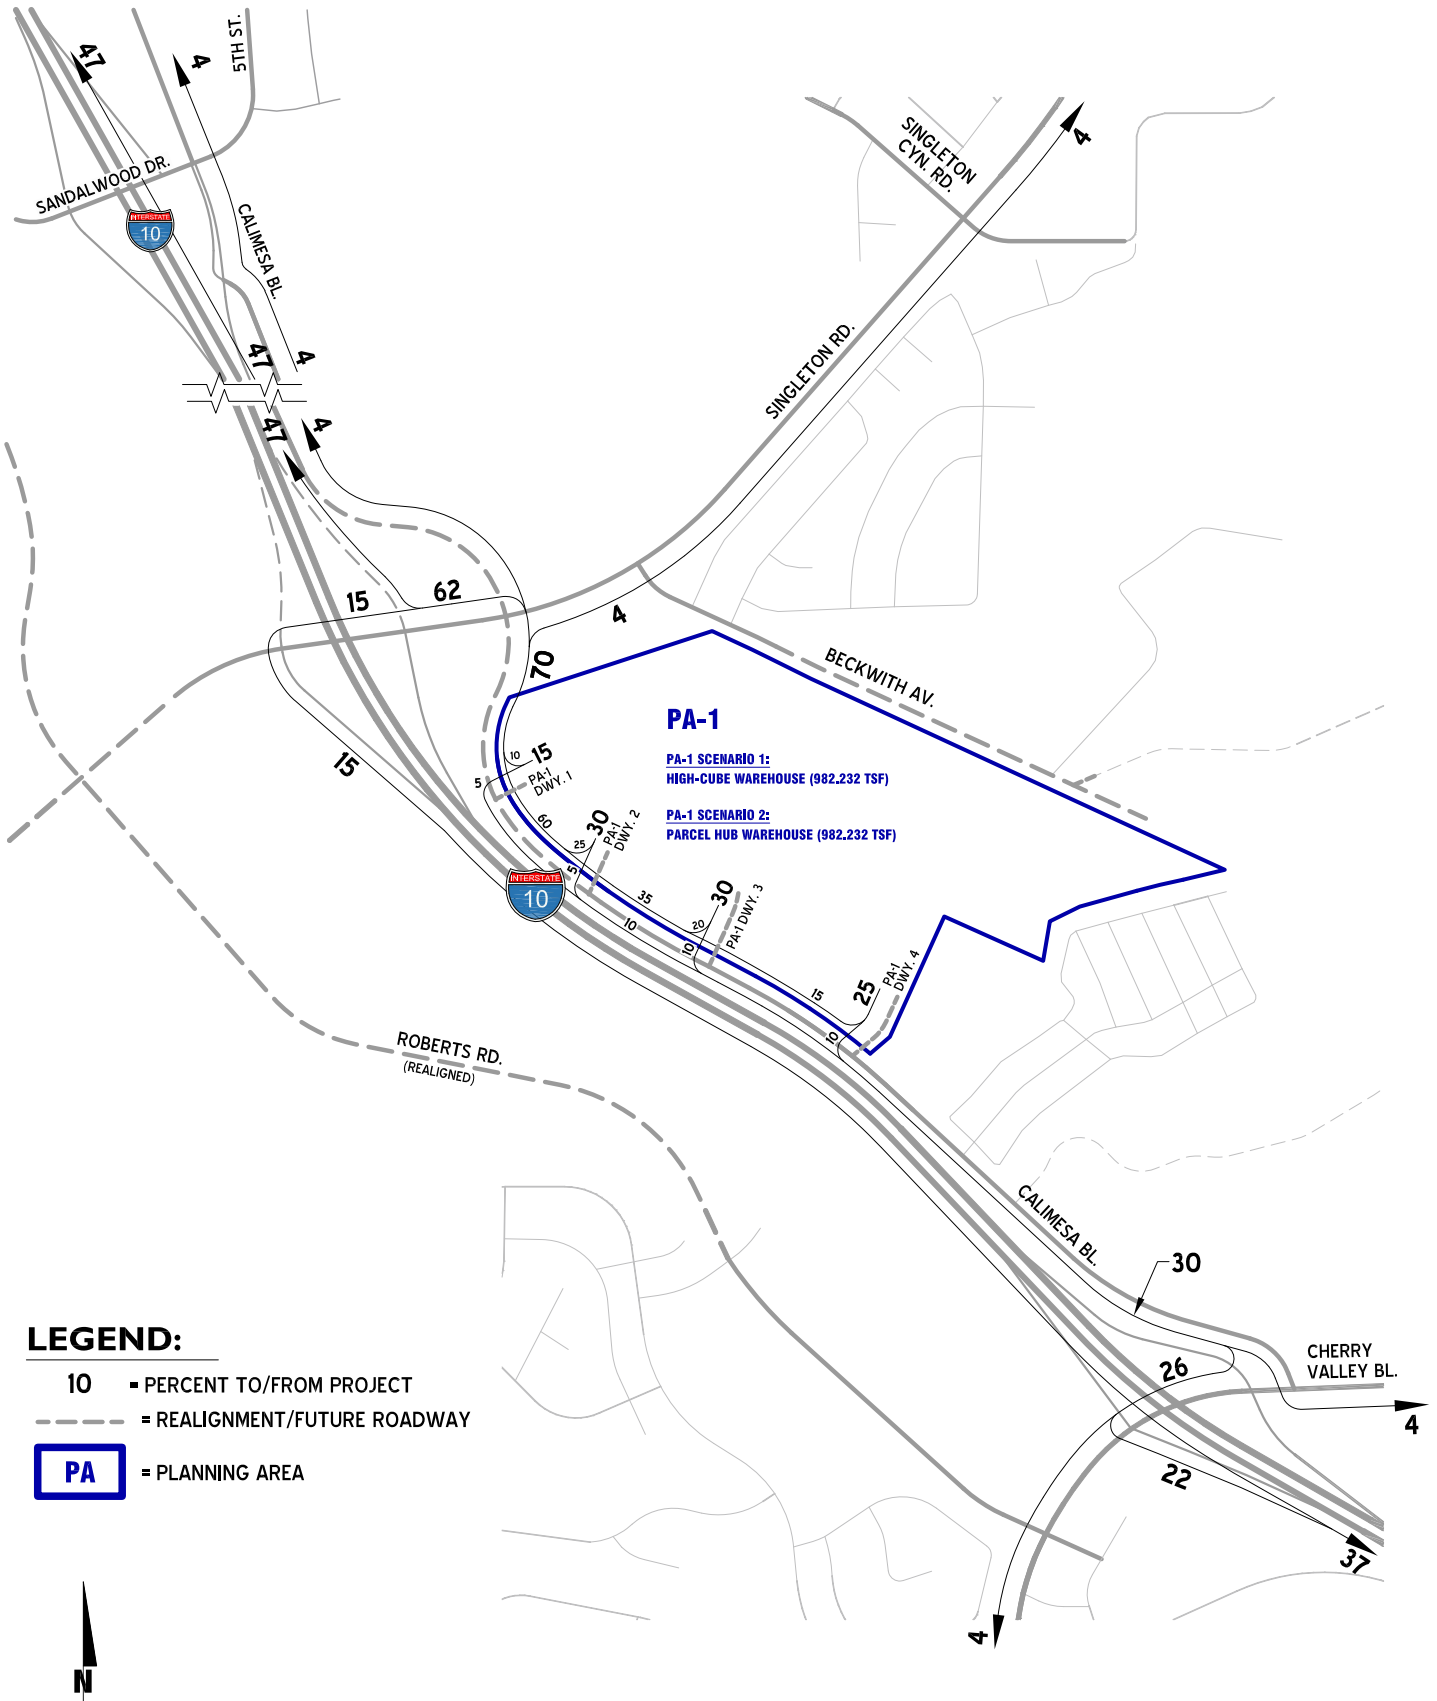 47
4
5TH ST.
SANDALWOOD DR.
INTERSTATE
10
CALIMESA BL.
47
4
47
4
SINGLETON
CYN. RD.
4
SINGLETON RD.
15
62
4
70
15
BECKWITH AV.
PA-1
PA-1 SCENARIO 1:
HIGH-CUBE WAREHOUSE (982.232 TSF)
PA-1 SCENARIO 2:
PARCEL HUB WAREHOUSE (982.232 TSF)
10
15
5
PA-1
DWY. 1
60
25
30
PA-1
DWY. 2
5
35
10
20
30
PA-1 DWY. 3
10
15
25
PA-1
DWY. 4
10
INTERSTATE
10
ROBERTS RD.
(REALIGNED)
CALIMESA BL.
30
26
CHERRY
VALLEY BL.
4
22
37
4
LEGEND:
10 = PERCENT TO/FROM PROJECT
= REALIGNMENT/FUTURE ROADWAY
PA = PLANNING AREA
N